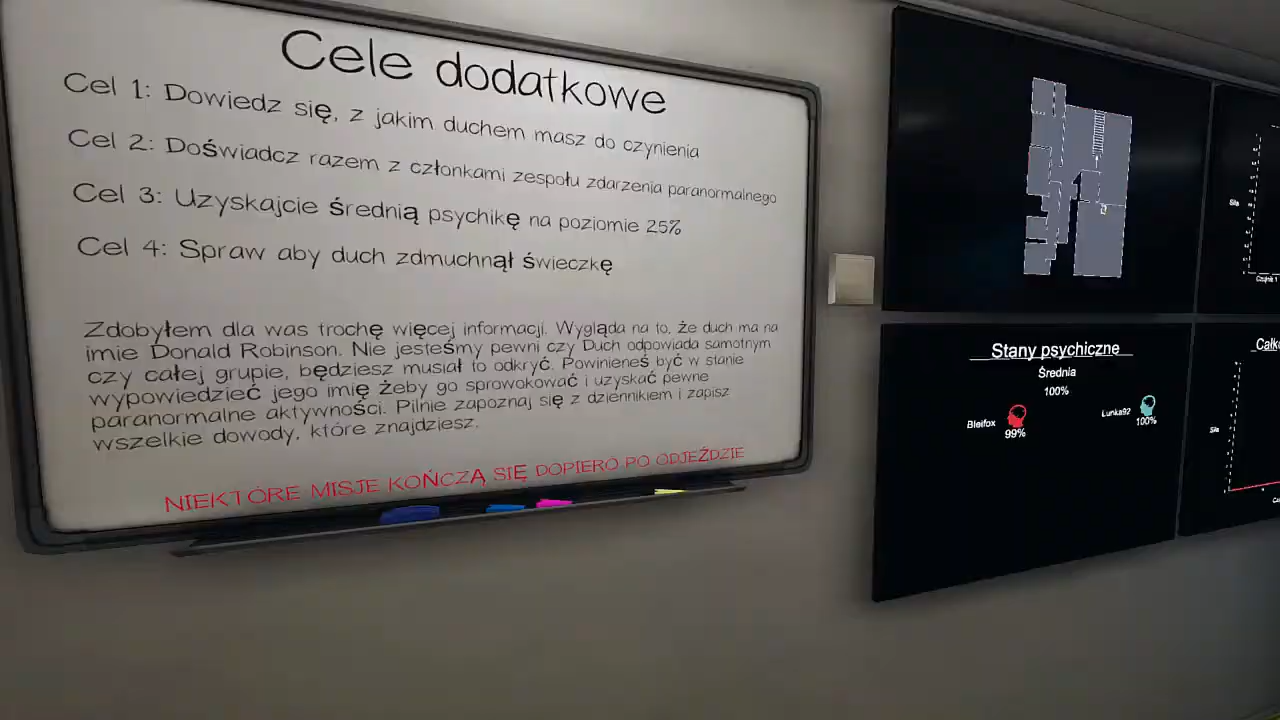 Cele dodatkowe
Cel 1: Dowiedz się, z jakim duchem masz do czynienia
Cel 2: Doświadcz razem z członkami zespołu zdarzenia paranormalnego
Cel 3: Uzyskajcie średnią psychikę na poziomie 25%
Cel 4: Spraw aby duch zdmuchnął świeczkę
Zdobyłem dla was trochę więcej informacji. Wygląda na to, że duch ma na
imie Donald Robinson. Nie jesteśmy pewni czy Duch odpowiada samotnym
czy całej grupie, będziesz musiał to odkryć. Powinieneś być w stanie
wypowiedzieć jego imię żeby go sprowokować i uzyskać pewne
paranormalne aktywności. Pilnie zapoznaj się z dziennikiem i zapisz
wszelkie dowody, które znajdziesz.
NIEKTÓRE MISJE KOŃCZĄ SIĘ DOPIERO PO ODJEŹDZIE
Stany psychiczne
Średnia
100%
Bleifox
99%
Lunka92
100%
Siła
Czujnik 1
Siła